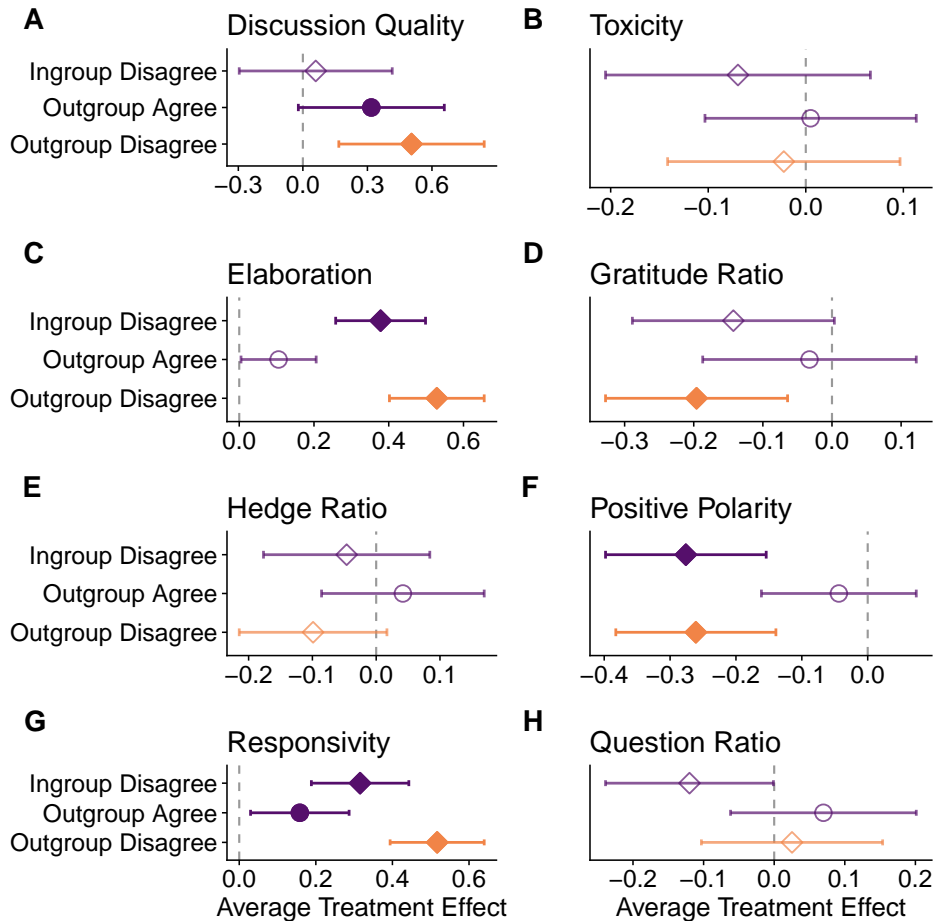 A
Discussion Quality
Ingroup Disagree
Outgroup Agree
Outgroup Disagree
−0.3 0.0 0.3 0.6
B
Toxicity
−0.2 −0.1 0.0 0.1
C
Elaboration
Ingroup Disagree
Outgroup Agree
Outgroup Disagree
0.0 0.2 0.4 0.6
D
Gratitude Ratio
−0.3 −0.2 −0.1 0.0 0.1
E
Hedge Ratio
Ingroup Disagree
Outgroup Agree
Outgroup Disagree
−0.2 −0.1 0.0 0.1
F
Positive Polarity
−0.4 −0.3 −0.2 −0.1 0.0
G
Responsivity
Ingroup Disagree
Outgroup Agree
Outgroup Disagree
0.0 0.2 0.4 0.6
Average Treatment Effect
H
Question Ratio
−0.2 −0.1 0.0 0.1 0.2
Average Treatment Effect